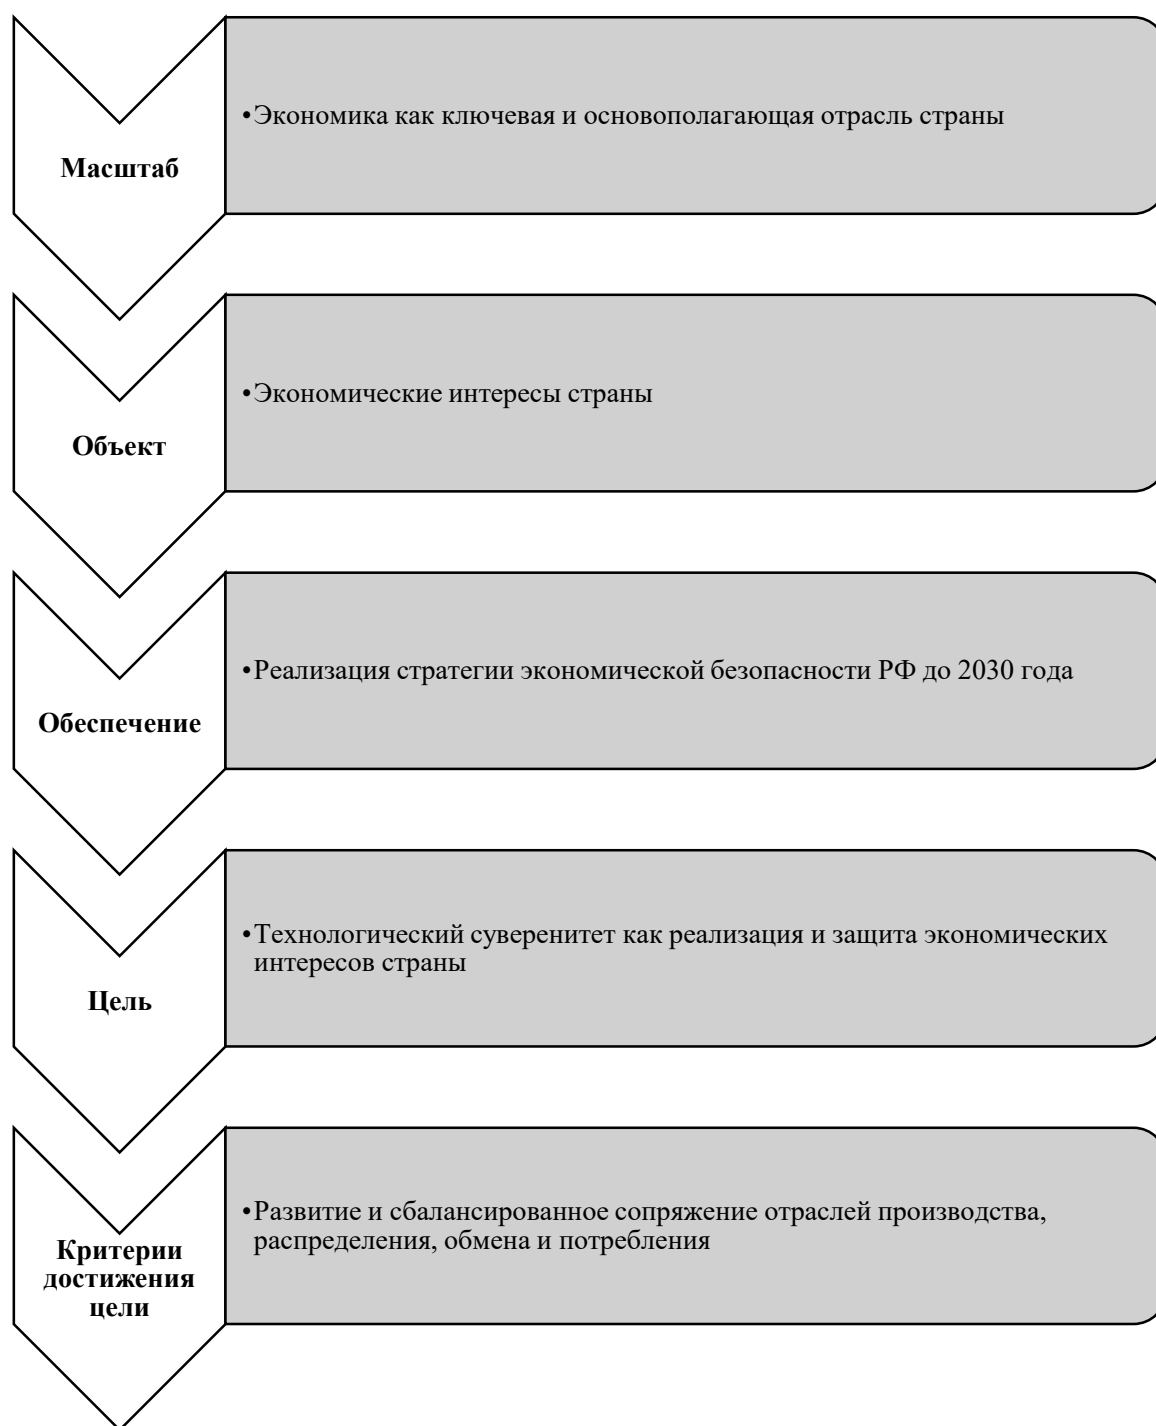 Масштаб
•Экономика как ключевая и основополагающая отрасль страны
Объект
•Экономические интересы страны
Обеспечение
•Реализация стратегии экономической безопасности РФ до 2030 года
Цель
•Технологический суверенитет как реализация и защита экономических
интересов страны
Критерии
достижения
цели
•Развитие и сбалансированное сопряжение отраслей производства,
распределения, обмена и потребления